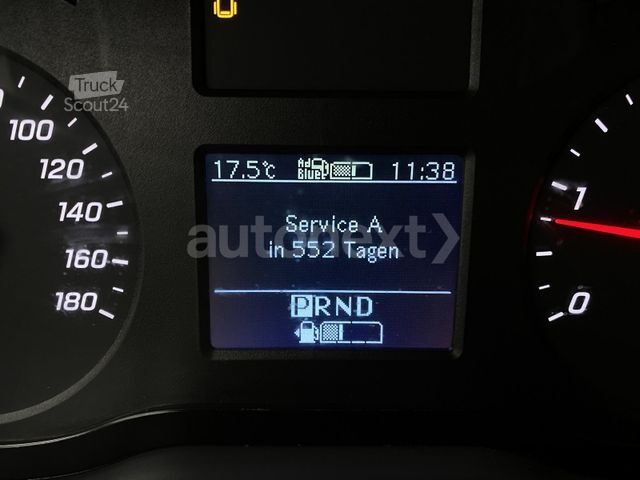 Truck
Scout24
100
120
140
160
180
17.5°C AdBlue 11:38
Service A
in 552 Tagen
autonext
PRND
1
0